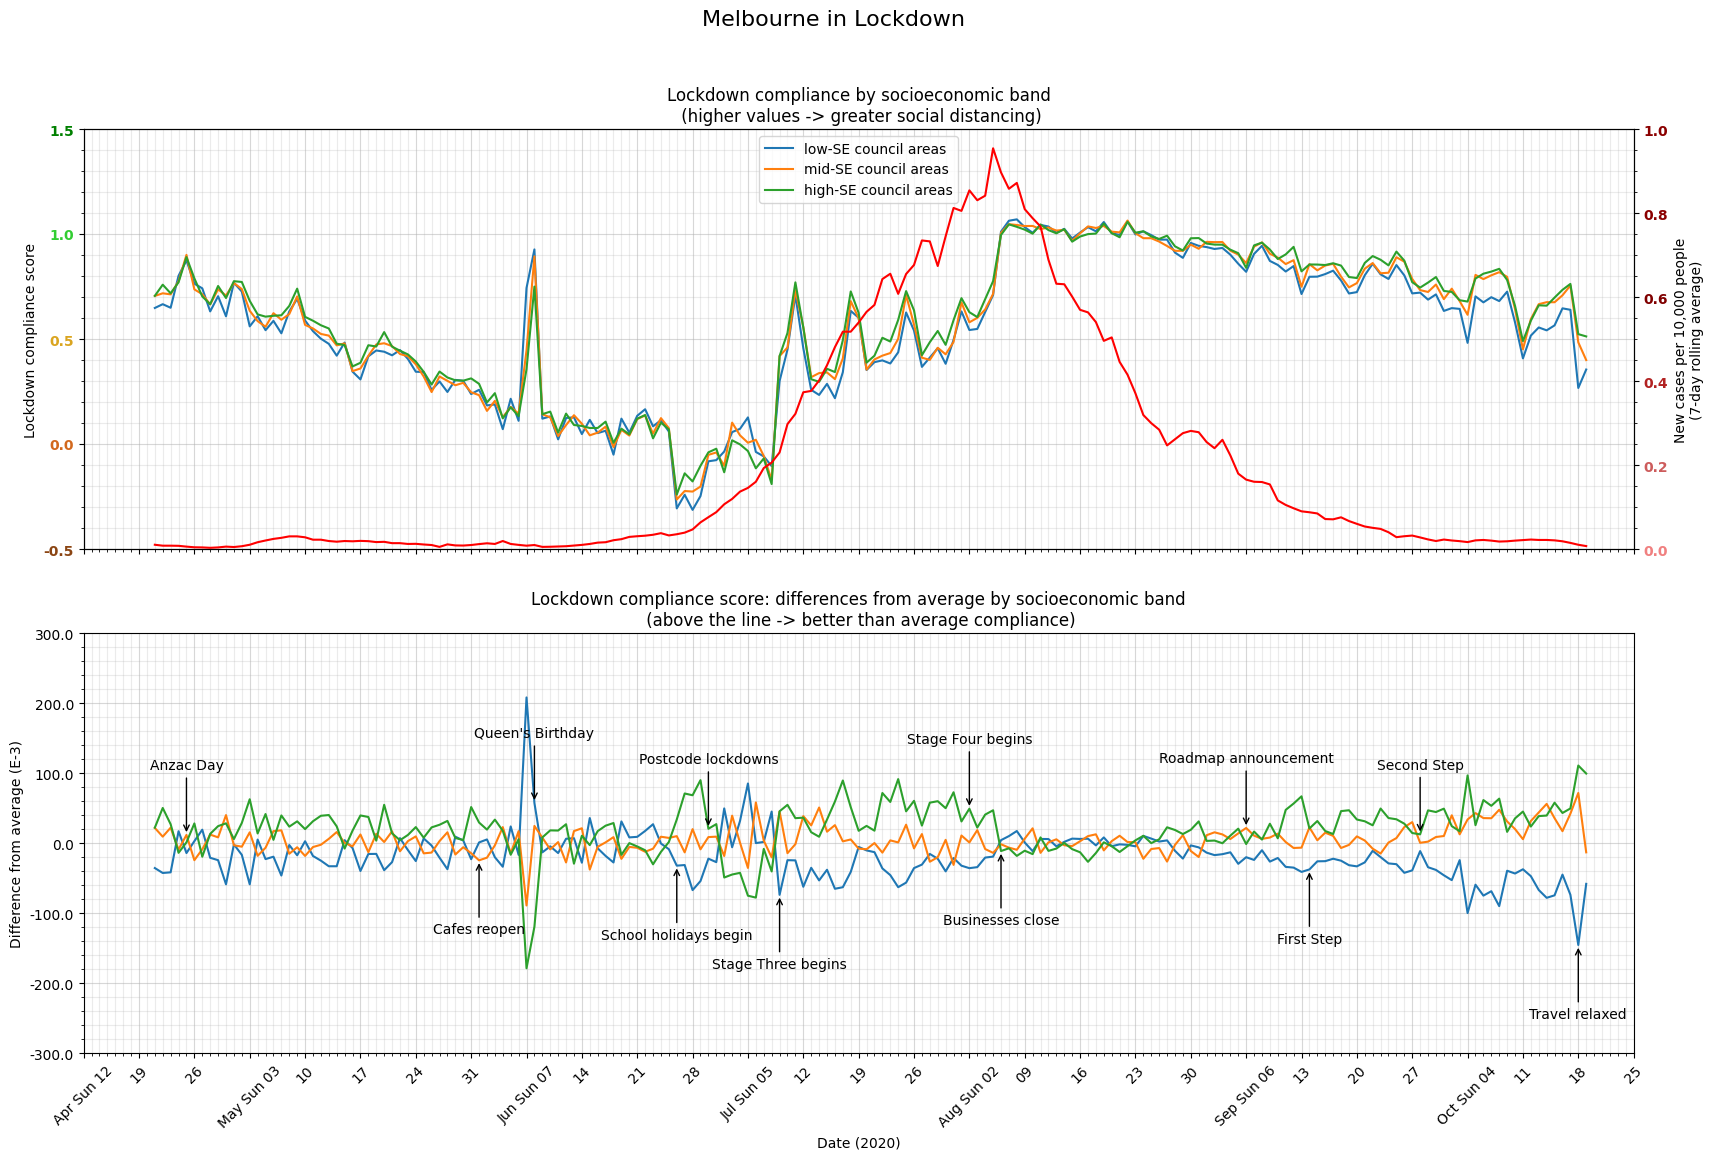 Melbourne in Lockdown
Lockdown compliance by socioeconomic band
(higher values -> greater social distancing)
1.5
1.0
0.5
0.0
-0.5
Lockdown compliance score
low-SE council areas
mid-SE council areas
high-SE council areas
1.0
0.8
0.6
0.4
0.2
0.0
New cases per 10,000 people
(7-day rolling average)
Lockdown compliance score: differences from average by socioeconomic band
(above the line -> better than average compliance)
300.0
200.0
100.0
0.0
-100.0
-200.0
-300.0
Difference from average (E-3)
Queen's Birthday
Stage Four begins
Anzac Day
Postcode lockdowns
Roadmap announcement
Second Step
Cafes reopen
School holidays begin
Stage Three begins
Businesses close
First Step
Travel relaxed
Apr Sun 12
19
26
May Sun 03
10
17
24
31
Jun Sun 07
14
21
28
Jul Sun 05
12
19
26
Aug Sun 02
09
16
23
30
Sep Sun 06
13
20
27
Oct Sun 04
11
18
25
Date (2020)